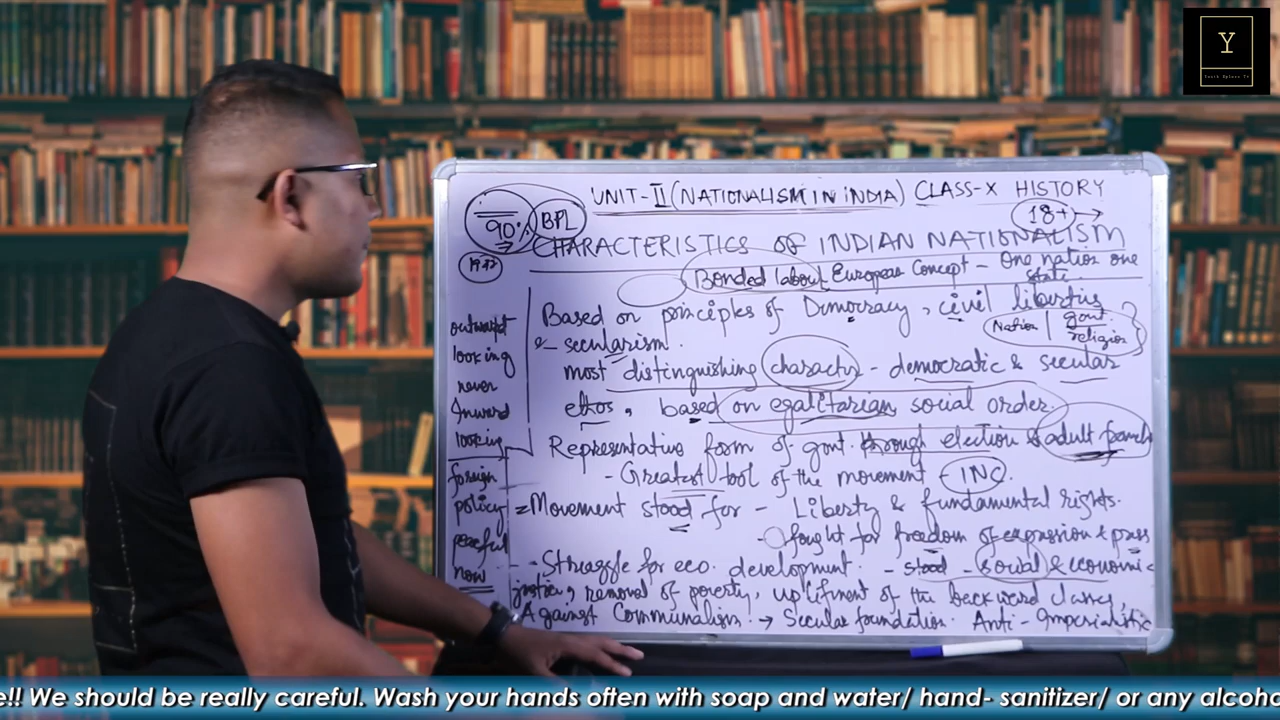 Y
UNIT-II (NATIONALISM IN INDIA) CLASS-X HISTORY
90% BPL
18+ →
CHARACTERISTICS OF INDIAN NATIONALISM
Bonded labour European Concept - One nation one
state.
Based on principles of Democracy, civil liberties
& secularism.
Nation | govt.
religion
most distinguishing charactr - democratic & secular
ethos, based on egalitarian social order.
Representative form of govt. through election & adult franch
- Greatest tool of the movement - INC.
= Movement stood for - Liberty & fundamental rights.
- fought for freedom of expression & press
- Struggle for eco. development. - stood - social & economic
justice, removal of poverty, upliftment of the backward classes,
Against Communalism. → Secular foundation. Anti-Imperialistic
outward
looking
never
Inward
looking
foreign
policy
peaceful
now
e!! We should be really careful. Wash your hands often with soap and water/ hand- sanitizer/ or any alcoho